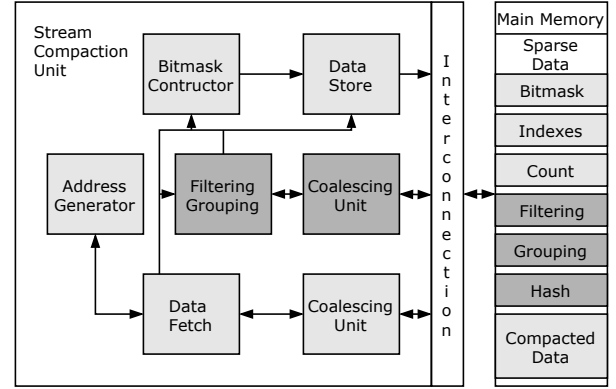 Stream
Compaction
Unit
Bitmask
Contructor
Data
Store
Address
Generator
Filtering
Grouping
Coalescing
Unit
Data
Fetch
Coalescing
Unit
Interconnection
Main Memory
Sparse
Data
Bitmask
Indexes
Count
Filtering
Grouping
Hash
Compacted
Data